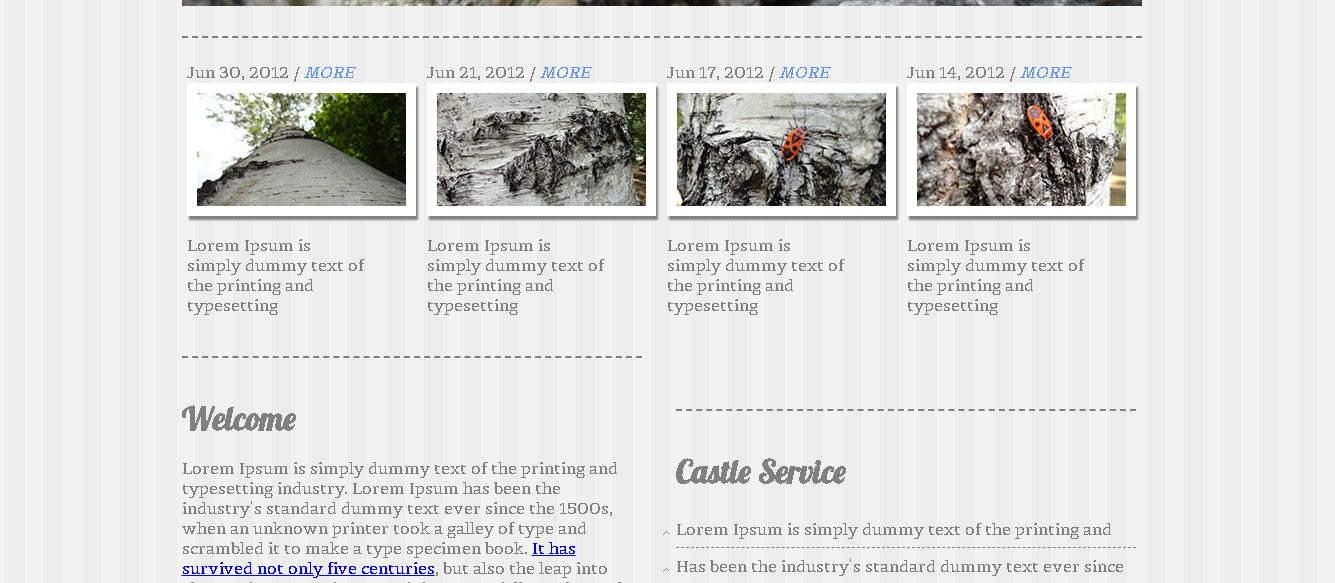 Jun 30, 2012 / MORE
Jun 21, 2012 / MORE
Jun 17, 2012 / MORE
Jun 14, 2012 / MORE
Lorem Ipsum is
simply dummy text of
the printing and
typesetting
Lorem Ipsum is
simply dummy text of
the printing and
typesetting
Lorem Ipsum is
simply dummy text of
the printing and
typesetting
Lorem Ipsum is
simply dummy text of
the printing and
typesetting
Welcome
Lorem Ipsum is simply dummy text of the printing and
typesetting industry. Lorem Ipsum has been the
industry's standard dummy text ever since the 1500s,
when an unknown printer took a galley of type and
scrambled it to make a type specimen book. It has
survived not only five centuries, but also the leap into
Castle Service
Lorem Ipsum is simply dummy text of the printing and
Has been the industry's standard dummy text ever since